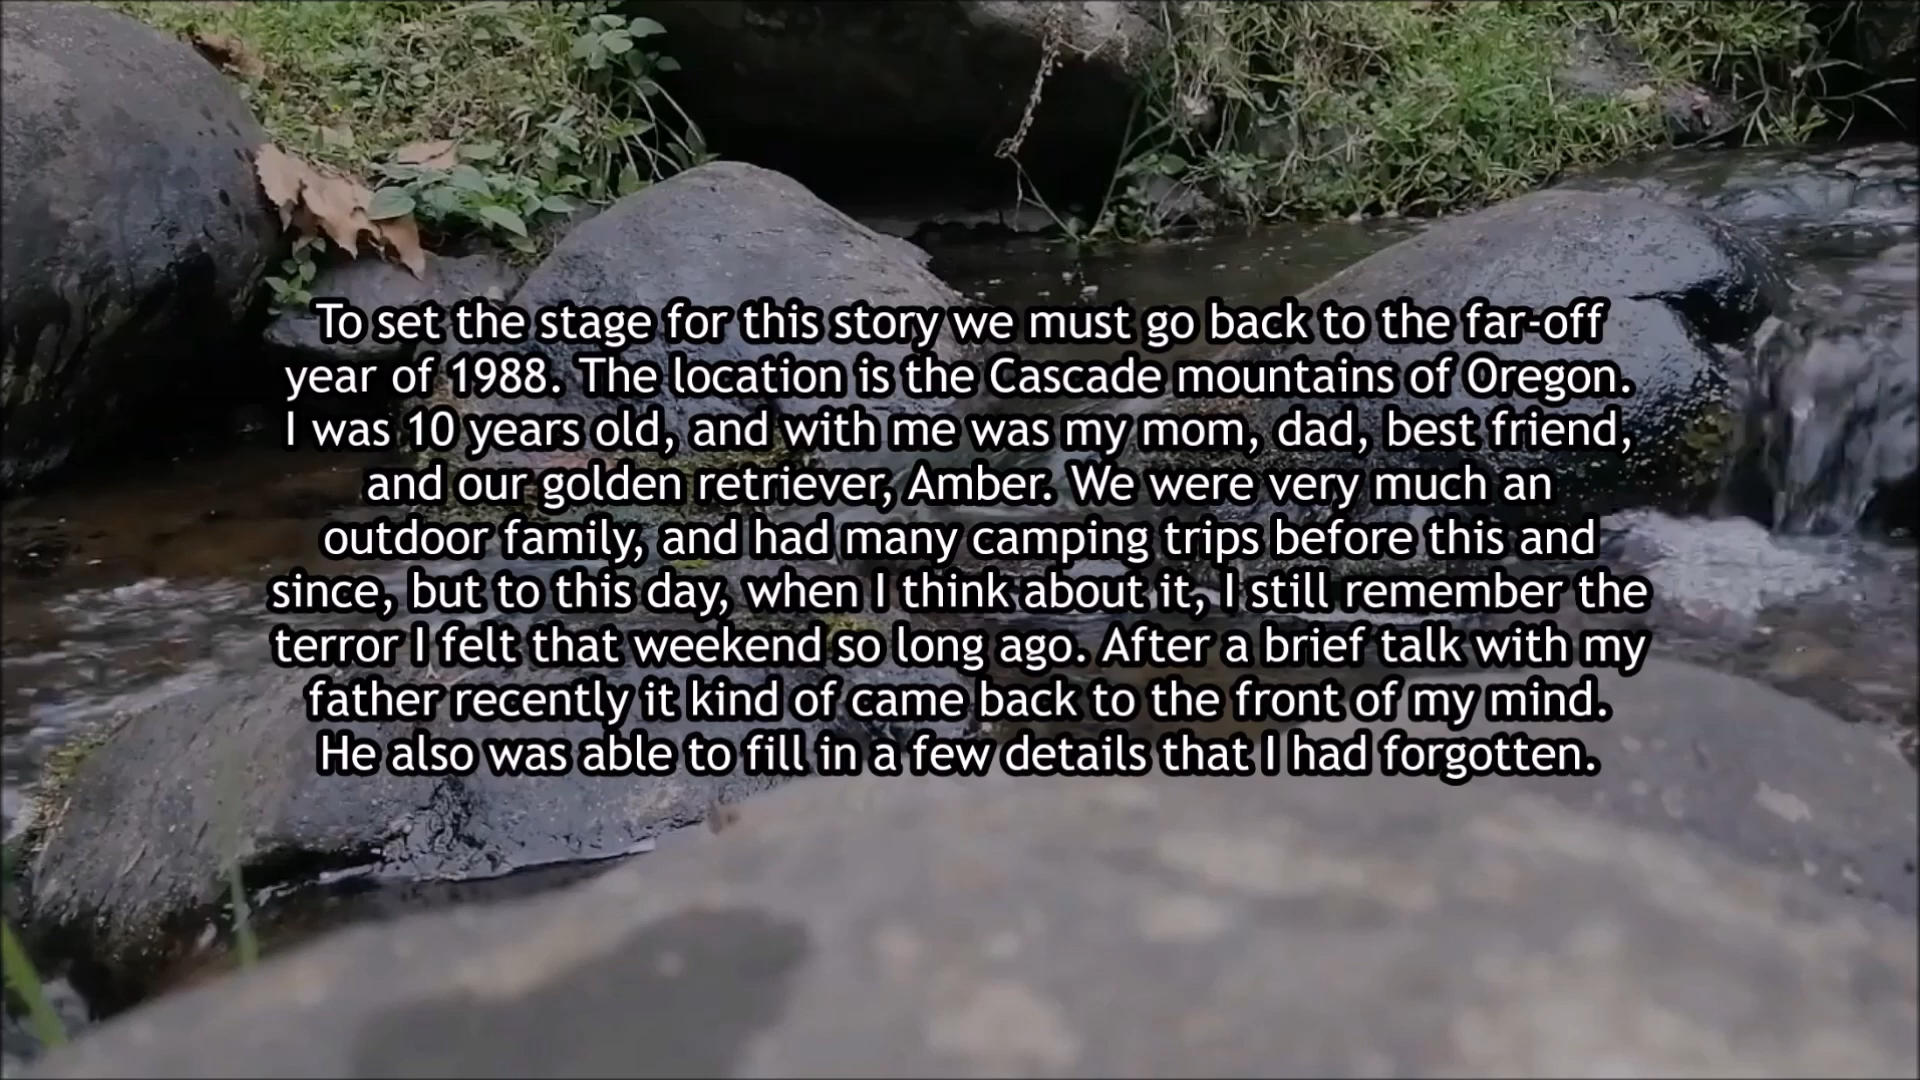 To set the stage for this story we must go back to the far-off
year of 1988. The location is the Cascade mountains of Oregon.
I was 10 years old, and with me was my mom, dad, best friend,
and our golden retriever, Amber. We were very much an
outdoor family, and had many camping trips before this and
since, but to this day, when I think about it, I still remember the
terror I felt that weekend so long ago. After a brief talk with my
father recently it kind of came back to the front of my mind.
He also was able to fill in a few details that I had forgotten.